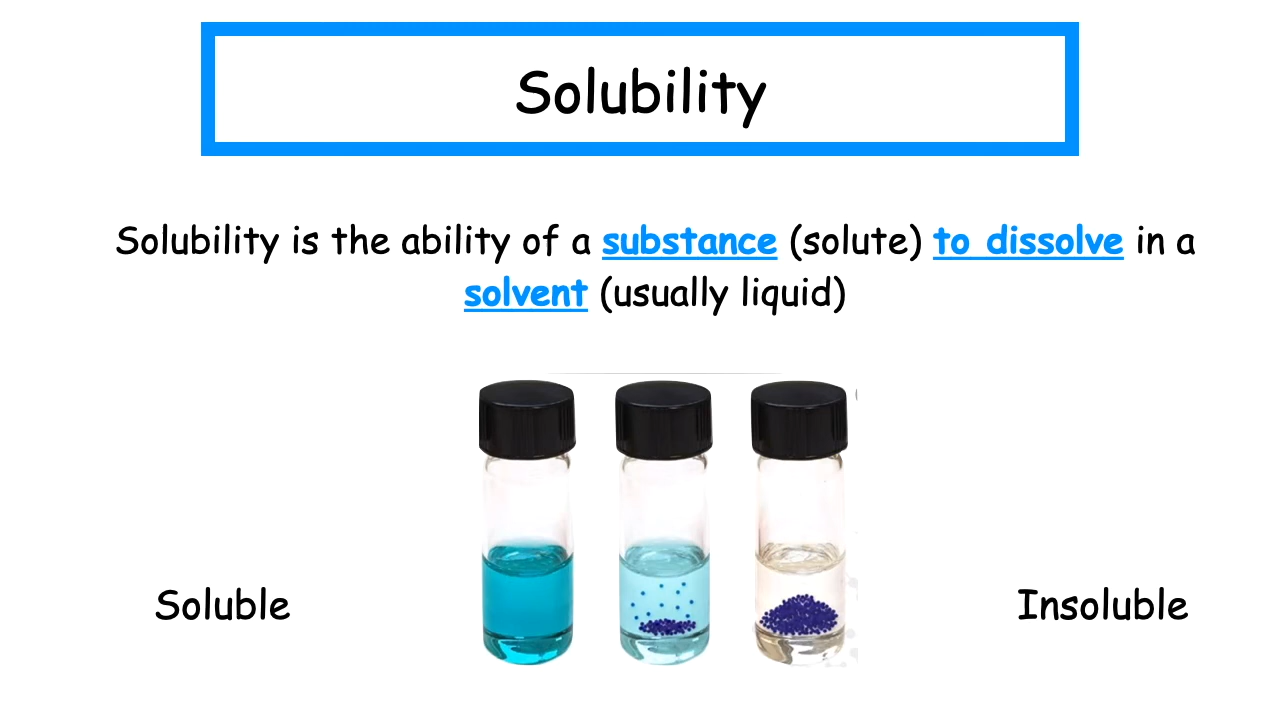 Solubility
Solubility is the ability of a substance (solute) to dissolve in a
solvent (usually liquid)
Soluble
Insoluble